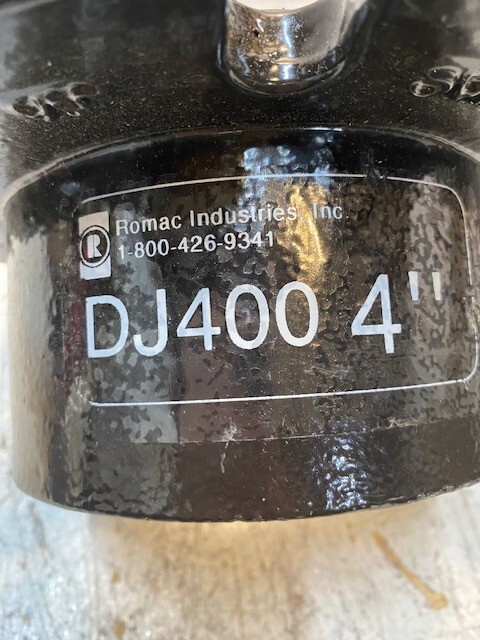 Romac Industries, Inc.
R 1-800-426-9341
DJ400 4"